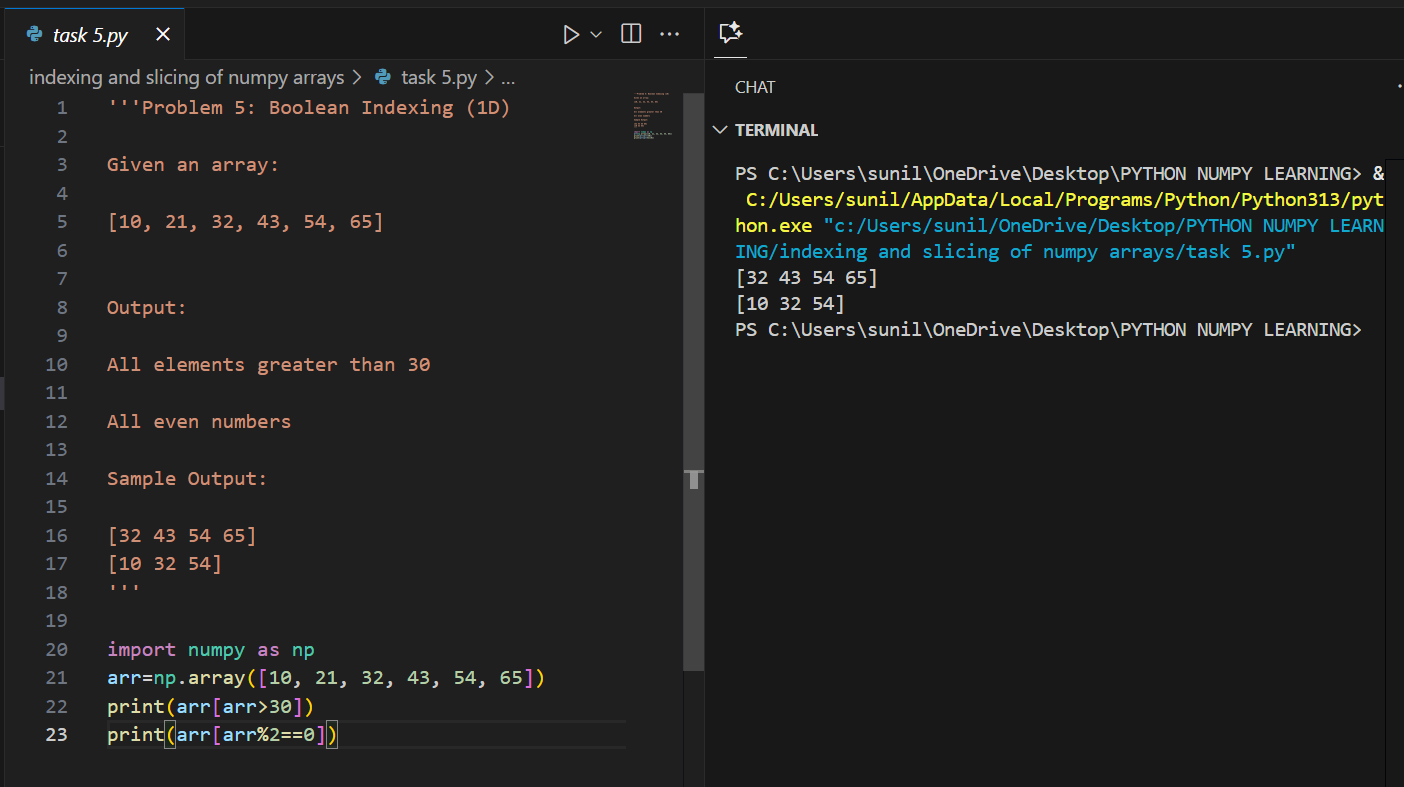 task 5.py
indexing and slicing of numpy arrays > task 5.py > ...
1 '''Problem 5: Boolean Indexing (1D)
2
3 Given an array:
4
5 [10, 21, 32, 43, 54, 65]
6
7
8 Output:
9
10 All elements greater than 30
11
12 All even numbers
13
14 Sample Output:
15
16 [32 43 54 65]
17 [10 32 54]
18 '''
19
20 import numpy as np
21 arr=np.array([10, 21, 32, 43, 54, 65])
22 print(arr[arr>30])
23 print(arr[arr%2==0])
CHAT
TERMINAL
PS C:\Users\sunil\OneDrive\Desktop\PYTHON NUMPY LEARNING> &
C:/Users/sunil/AppData/Local/Programs/Python/Python313/pyt
hon.exe "c:/Users/sunil/OneDrive/Desktop/PYTHON NUMPY LEARN
ING/indexing and slicing of numpy arrays/task 5.py"
[32 43 54 65]
[10 32 54]
PS C:\Users\sunil\OneDrive\Desktop\PYTHON NUMPY LEARNING>